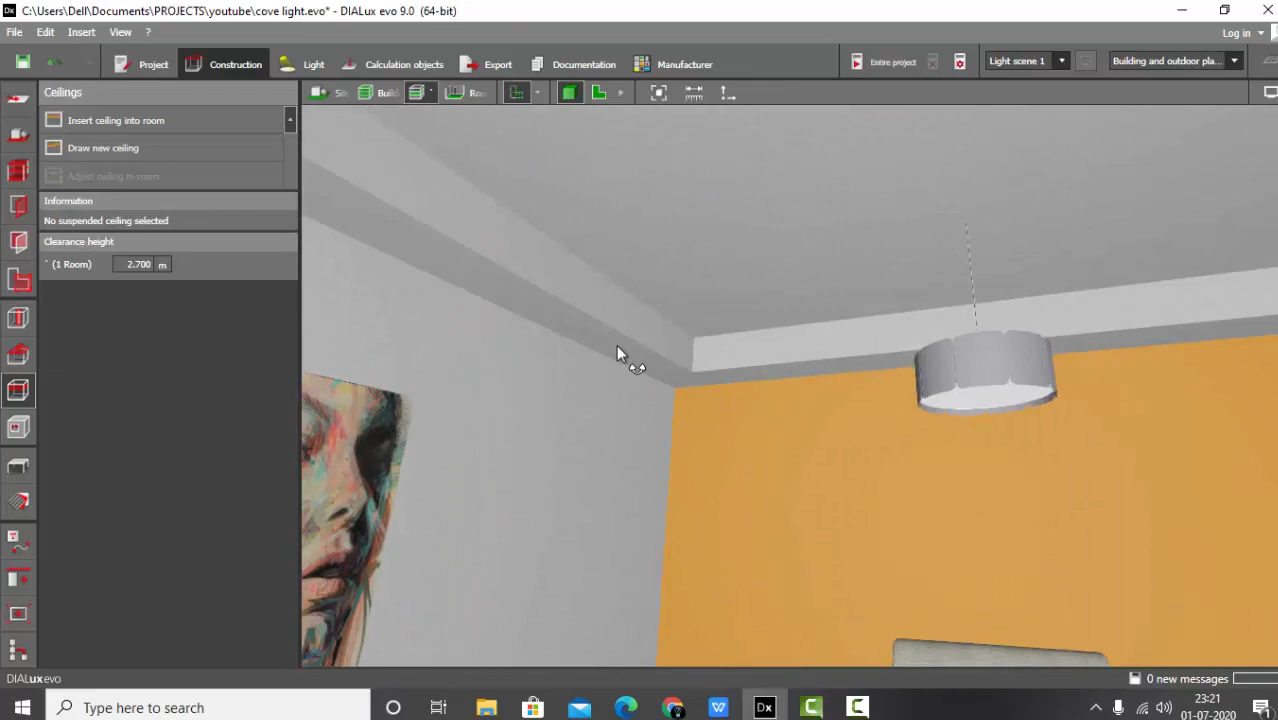 C:\Users\Dell\Documents\PROJECTS\youtube\cove light.evo* - DIALux evo 9.0 (64-bit)
File Edit Insert View ?
Log in
Project Construction Light Calculation objects Export Documentation Manufacturer
Entire project Light scene 1 Building and outdoor pla...
Ceilings
Insert ceiling into room
Draw new ceiling
Adjust ceiling to room
Information
No suspended ceiling selected
Clearance height
(1 Room) 2.700 m
DIALux evo
0 new messages
Type here to search
23:21
01-07-2020